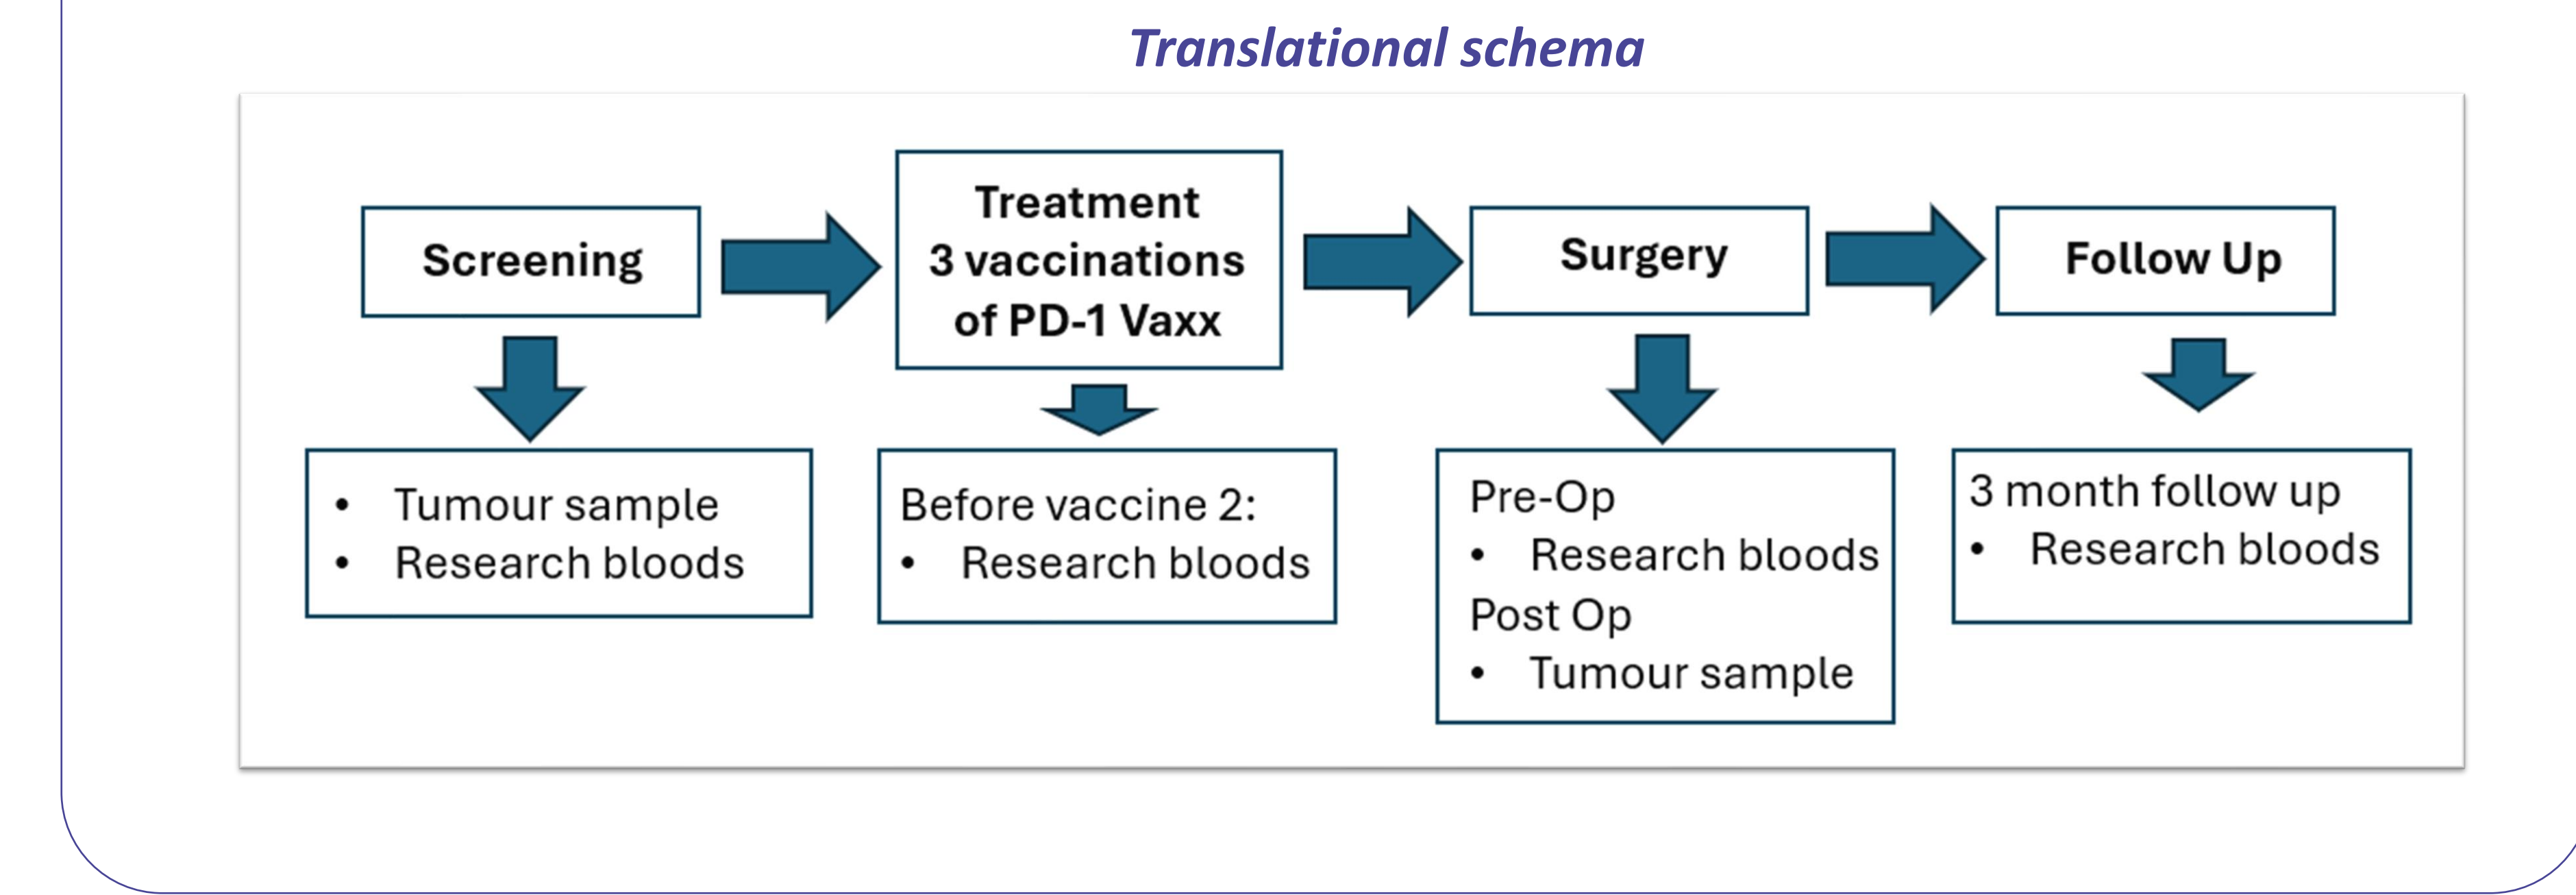 Translational schema
Screening
Treatment
3 vaccinations
of PD-1 Vaxx
Surgery
Follow Up
• Tumour sample
• Research bloods
Before vaccine 2:
• Research bloods
Pre-Op
• Research bloods
Post Op
• Tumour sample
3 month follow up
• Research bloods